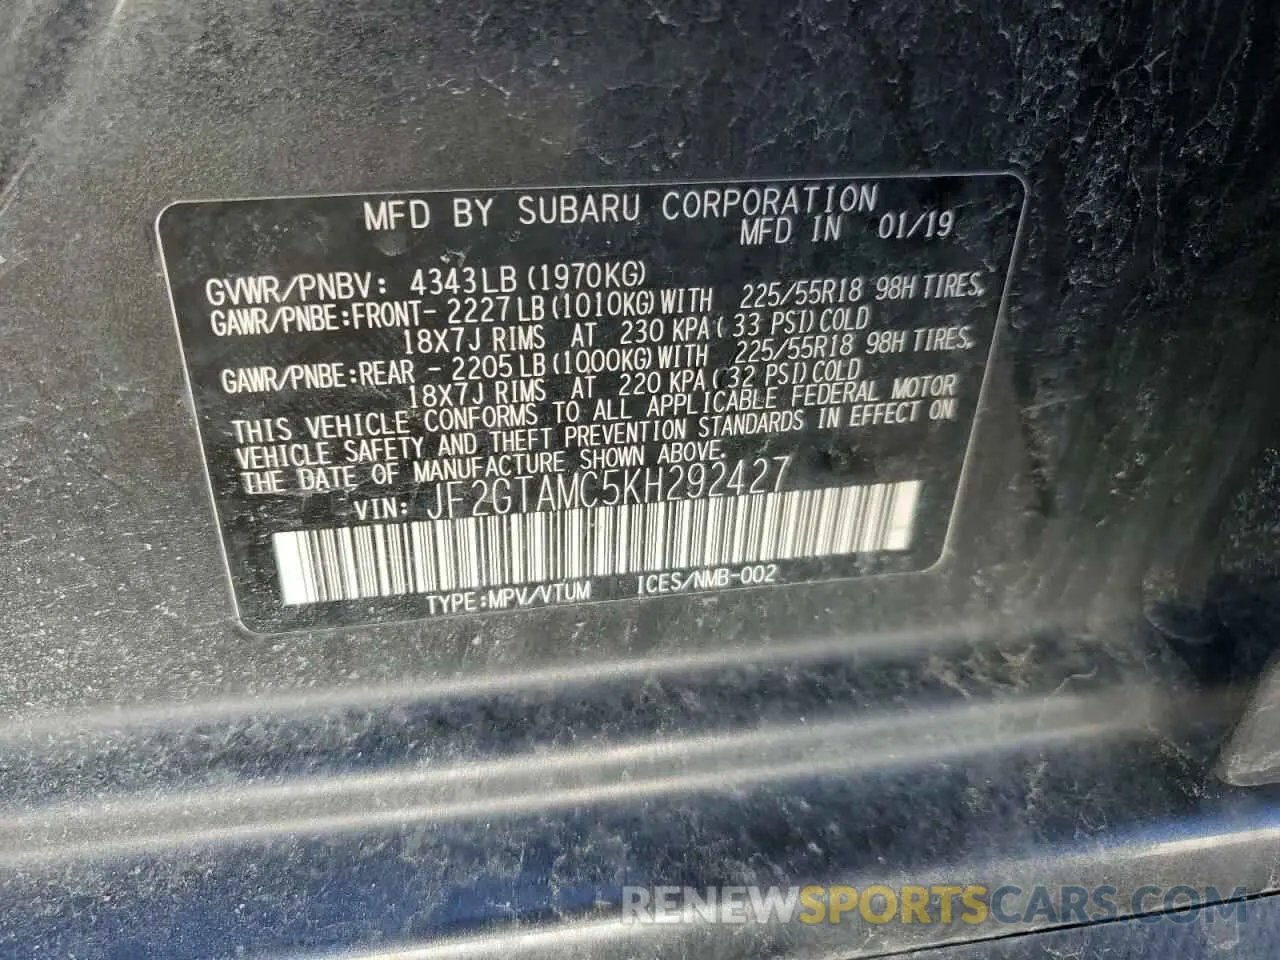 MFD BY SUBARU CORPORATION
MFD IN 01/19
GVWR/PNBV: 4343LB (1970KG)
GAWR/PNBE:FRONT- 2227LB (1010KG) WITH 225/55R18 98H TIRES,
18X7J RIMS AT 230 KPA( 33 PSI) COLD
GAWR/PNBE:REAR - 2205LB (1000KG) WITH 225/55R18 98H TIRES,
18X7J RIMS AT 220 KPA( 32 PSI) COLD
THIS VEHICLE CONFORMS TO ALL APPLICABLE FEDERAL MOTOR
VEHICLE SAFETY AND THEFT PREVENTION STANDARDS IN EFFECT ON
THE DATE OF MANUFACTURE SHOWN ABOVE.
VIN: JF2GTAMC5KH292427
TYPE:MPV/VTUM ICES/NMB-002
RENEWSPORTSCARS.COM